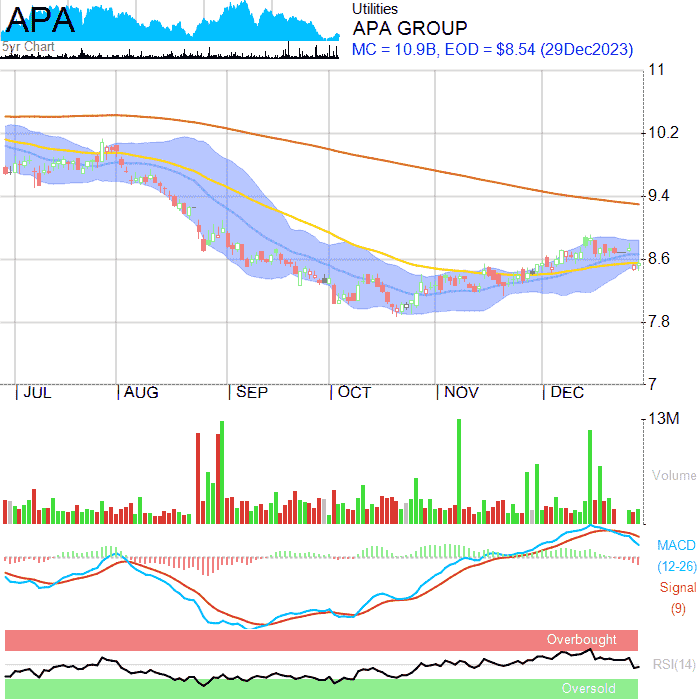 APA
5yr Chart
Utilities
APA GROUP
MC = 10.9B, EOD = $8.54 (29Dec2023)
11
10.2
9.4
8.6
7.8
7
JUL AUG SEP OCT NOV DEC
13M
Volume
MACD
(12-26)
Signal
(9)
Overbought
RSI(14)
Oversold